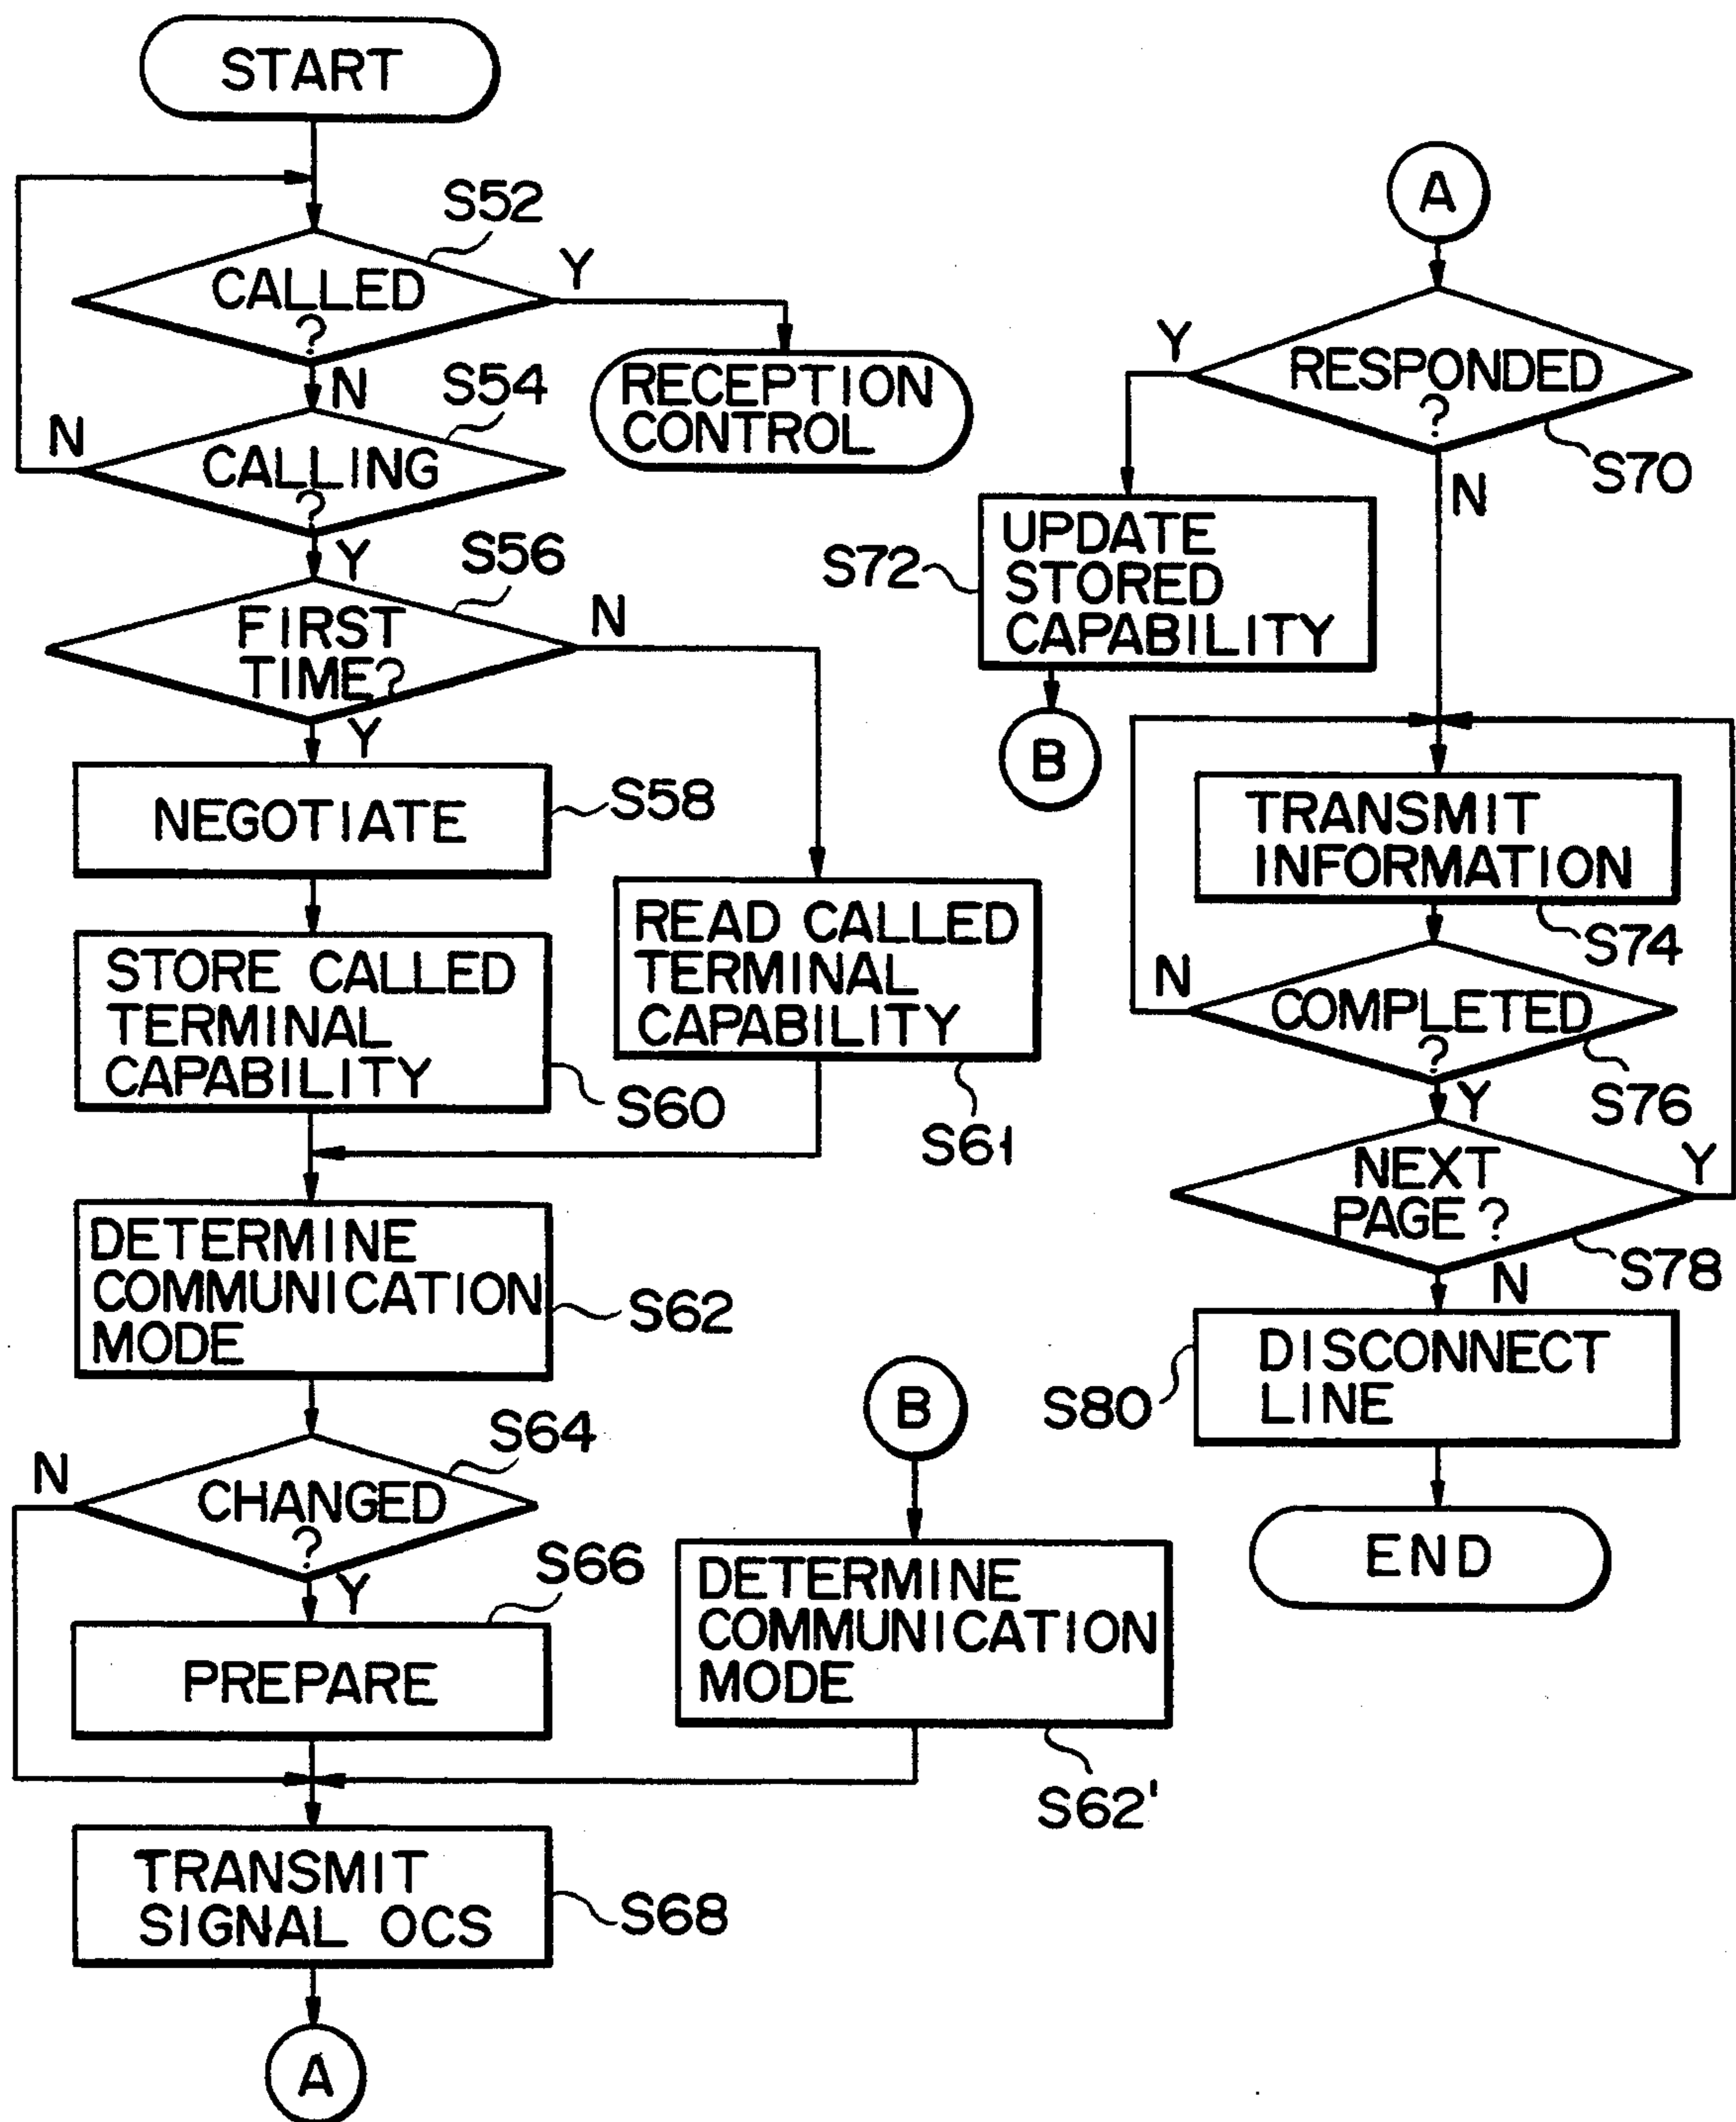 START
S52
CALLED
?
Y
N
RECEPTION
CONTROL
S54
N
CALLING
?
Y
S56
FIRST
TIME?
N
Y
NEGOTIATE
S58
STORE CALLED
TERMINAL
CAPABILITY
S60
READ CALLED
TERMINAL
CAPABILITY
S61
DETERMINE
COMMUNICATION
MODE
S62
S64
N
CHANGED
?
Y
S66
PREPARE
B
DETERMINE
COMMUNICATION
MODE
S62'
TRANSMIT
SIGNAL OCS
S68
A
A
Y
RESPONDED
?
S70
N
S72
UPDATE
STORED
CAPABILITY
B
TRANSMIT
INFORMATION
S74
N
COMPLETED
?
S76
Y
NEXT
PAGE?
Y
S78
N
S80
DISCONNECT
LINE
END